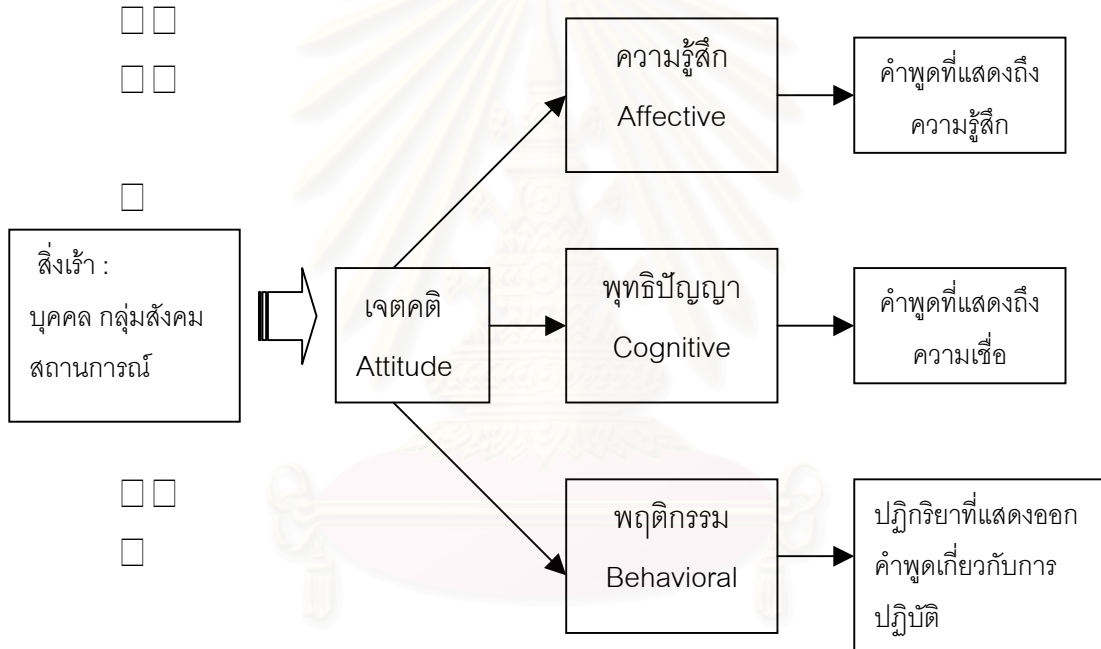 ความรู้สึก
Affective
คำพูดที่แสดงถึง
ความรู้สึก
สิ่งเร้า :
บุคคล กลุ่มสังคม
สถานการณ์
เจตคติ
Attitude
พุทธิปัญญา
Cognitive
คำพูดที่แสดงถึง
ความเชื่อ
พฤติกรรม
Behavioral
ปฏิกริยาที่แสดงออก
คำพูดเกี่ยวกับการ
ปฏิบัติ